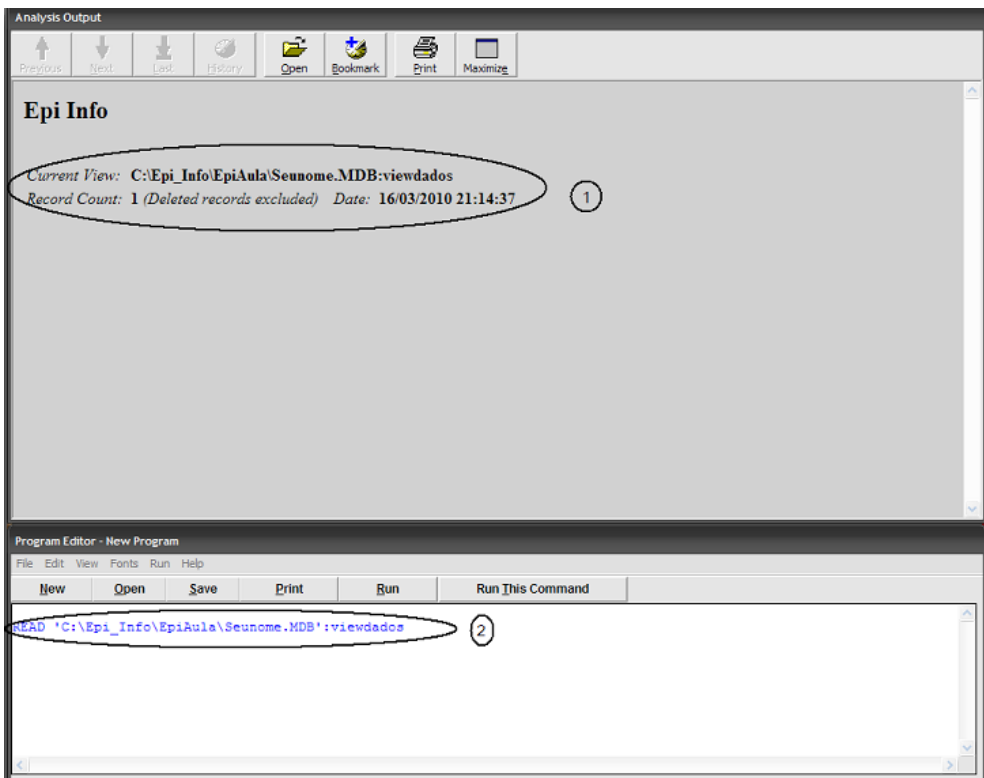 Analysis Output
Previous Next Last History Open Bookmark Print Maximize
Epi Info
Current View: C:\Epi_Info\EpiAula\Seunome.MDB:viewdados
Record Count: 1 (Deleted records excluded) Date: 16/03/2010 21:14:37
1
Program Editor - New Program
File Edit View Fonts Run Help
New Open Save Print Run Run This Command
READ 'C:\Epi_Info\EpiAula\Seunome.MDB':viewdados
2